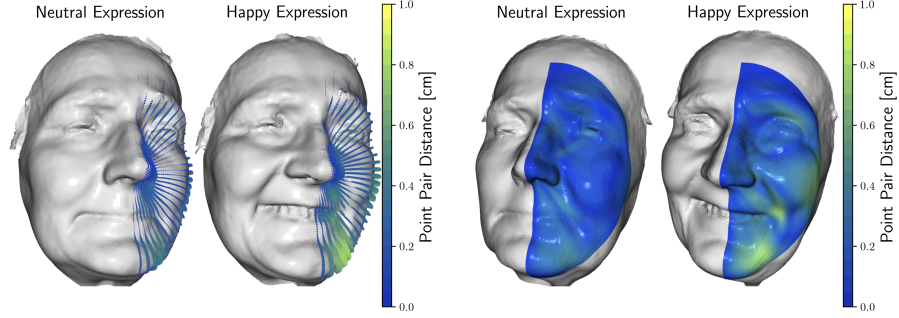 Neutral Expression
Happy Expression
1.0
0.8
0.6
0.4
0.2
0.0
Point Pair Distance [cm]
Neutral Expression
Happy Expression
1.0
0.8
0.6
0.4
0.2
0.0
Point Pair Distance [cm]